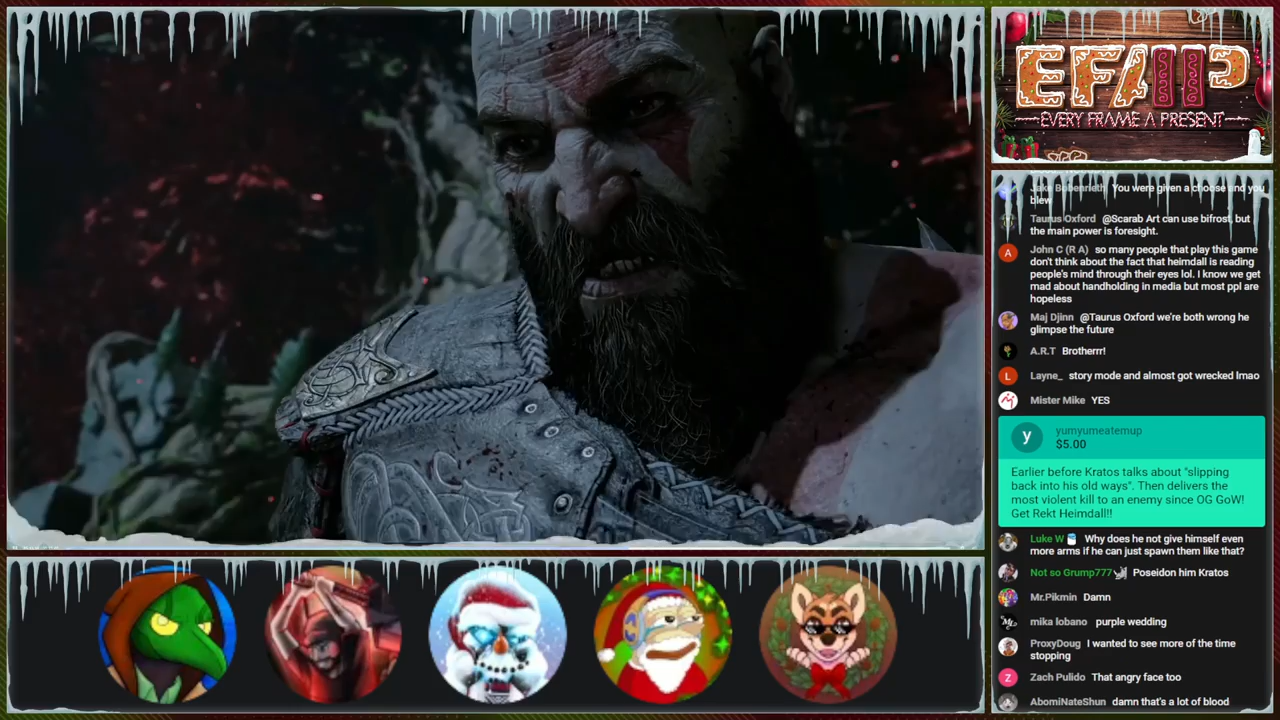 EFAP
EVERY FRAME A PRESENT
Jake Bobenrieth You were given a choose and you
blew
Taurus Oxford @Scarab Art can use bifrost, but
the main power is foresight.
John C (R A) so many people that play this game
don't think about the fact that heimdall is reading
people's mind through their eyes lol. I know we get
mad about handholding in media but most ppl are
hopeless
Maj Djinn @Taurus Oxford we're both wrong he
glimpse the future
A.R.T Brotherrr!
L Layne_ story mode and almost got wrecked lmao
Mister Mike YES
y yumyumeatemup
$5.00
Earlier before Kratos talks about "slipping
back into his old ways". Then delivers the
most violent kill to an enemy since OG GoW!
Get Rekt Heimdall!!
Luke W Why does he not give himself even
more arms if he can just spawn them like that?
Not so Grump777 Poseidon him Kratos
Mr.Pikmin Damn
mika lobano purple wedding
ProxyDoug I wanted to see more of the time
stopping
Z Zach Pulido That angry face too
AbomiNateShun damn that's a lot of blood